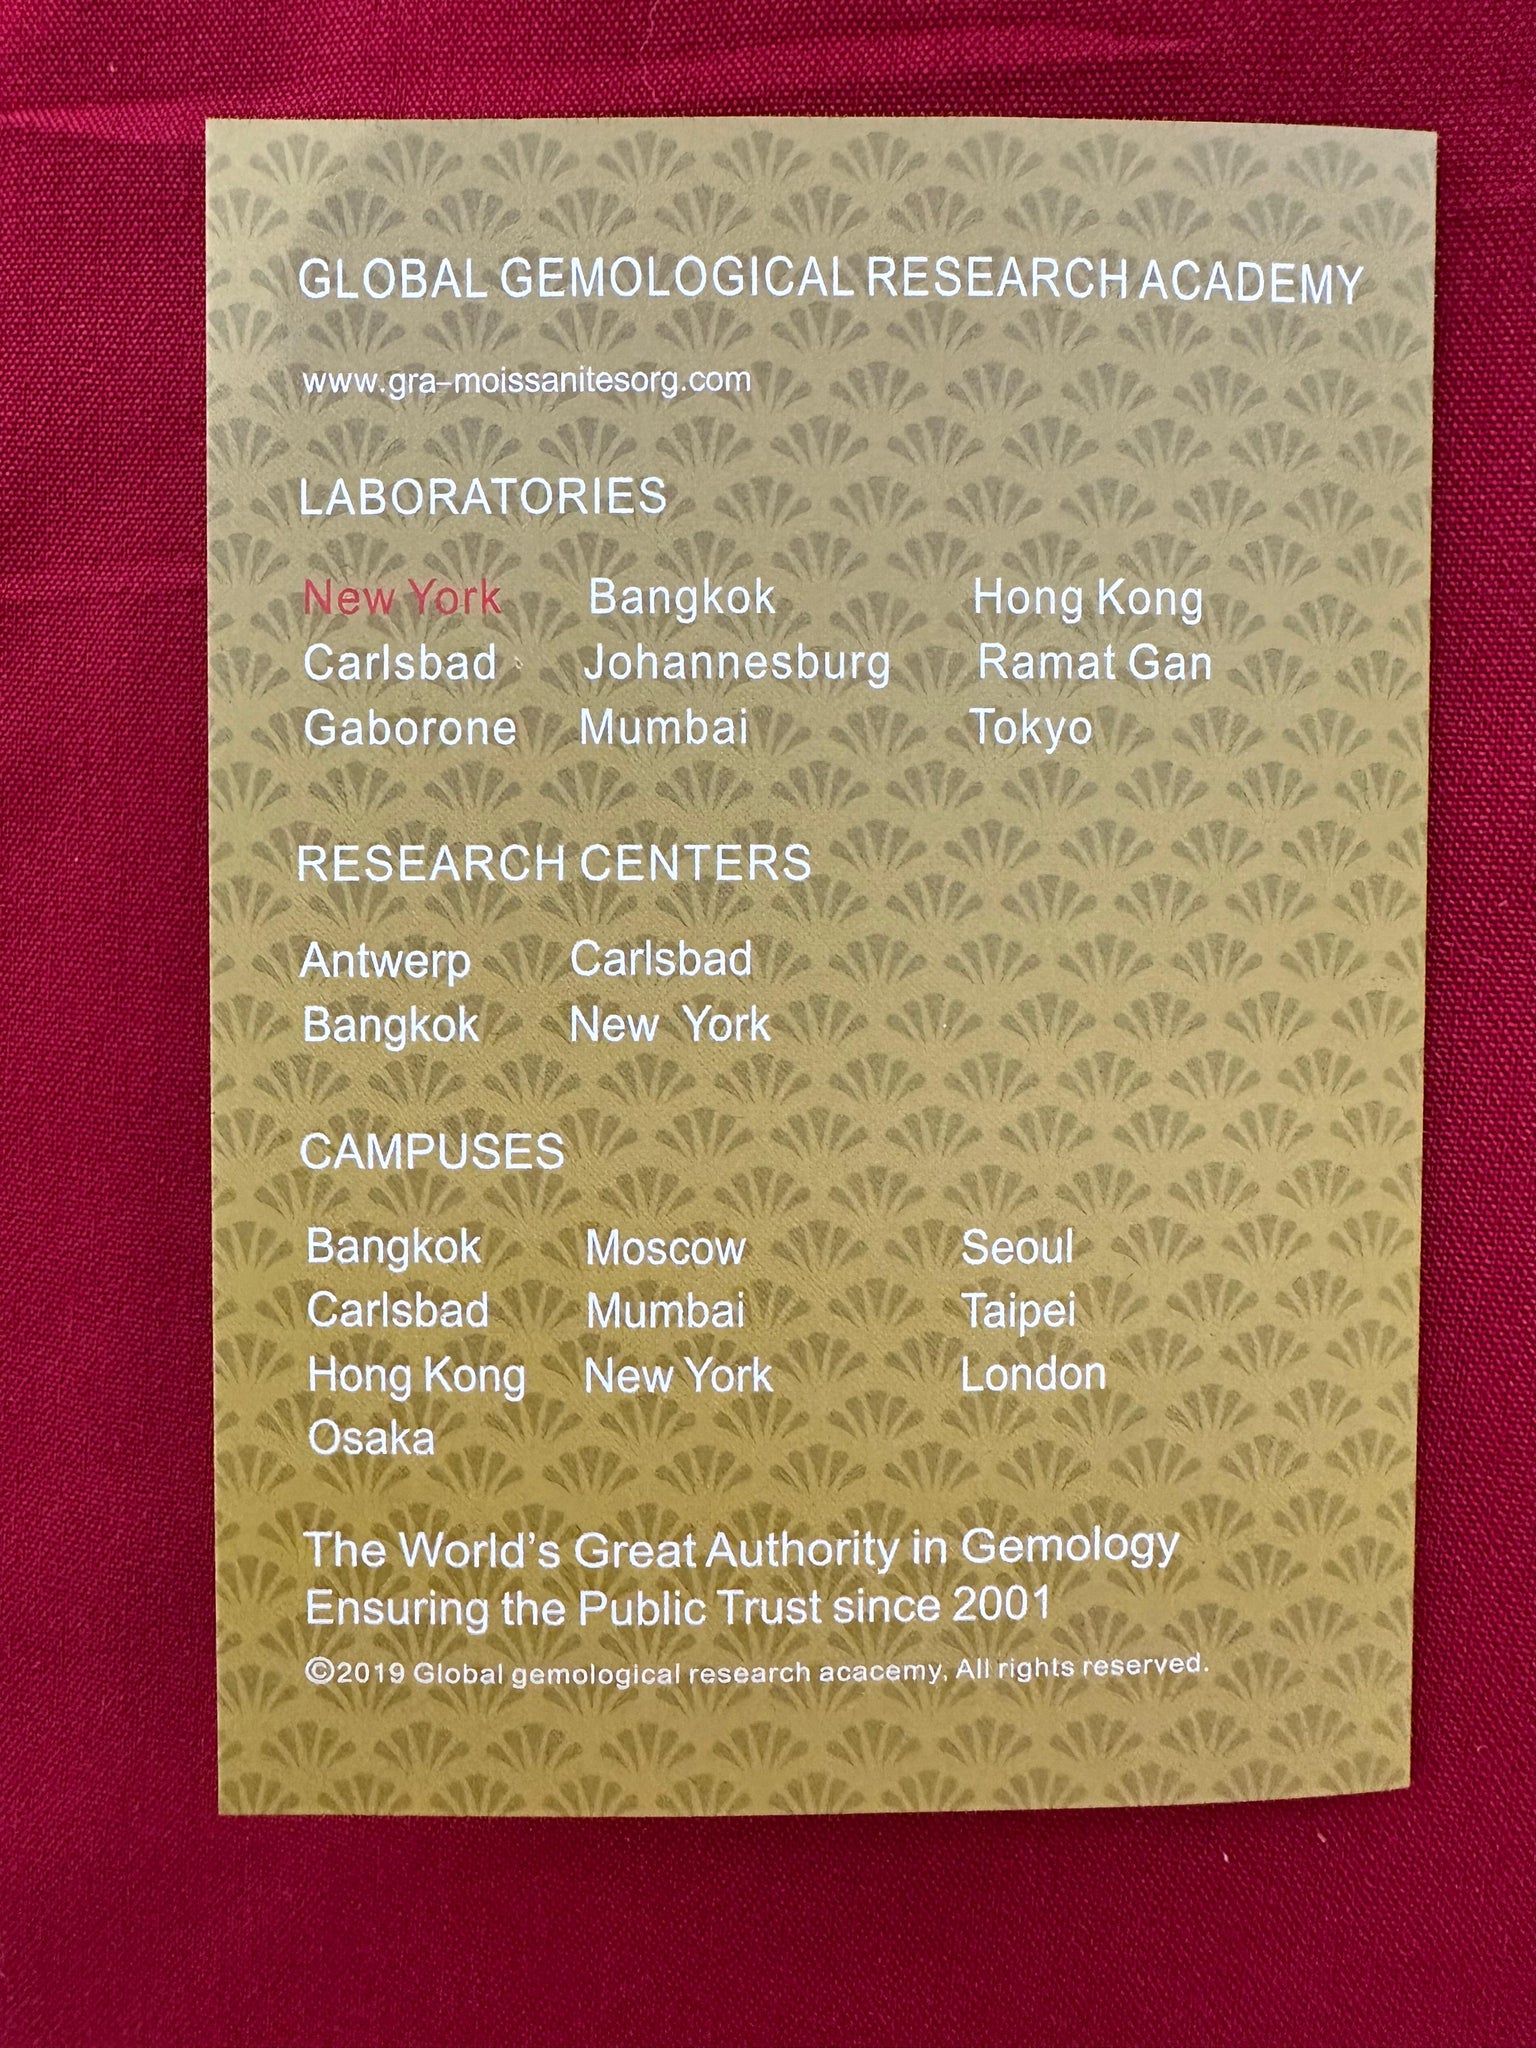 GLOBAL GEMOLOGICAL RESEARCH ACADEMY
www.gra-moissanitesorg.com
LABORATORIES
New York Bangkok Hong Kong
Carlsbad Johannesburg Ramat Gan
Gaborone Mumbai Tokyo
RESEARCH CENTERS
Antwerp Carlsbad
Bangkok New York
CAMPUSES
Bangkok Moscow Seoul
Carlsbad Mumbai Taipei
Hong Kong New York London
Osaka
The World's Great Authority in Gemology
Ensuring the Public Trust since 2001
©2019 Global gemological research acacemy, All rights reserved.